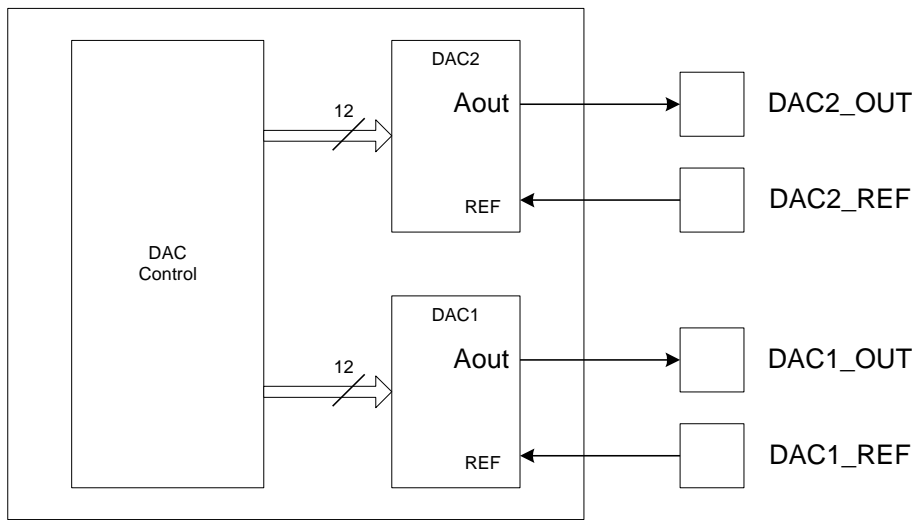 DAC2
12
Aout
DAC2_OUT
REF
DAC2_REF
DAC
Control
DAC1
12
Aout
DAC1_OUT
REF
DAC1_REF